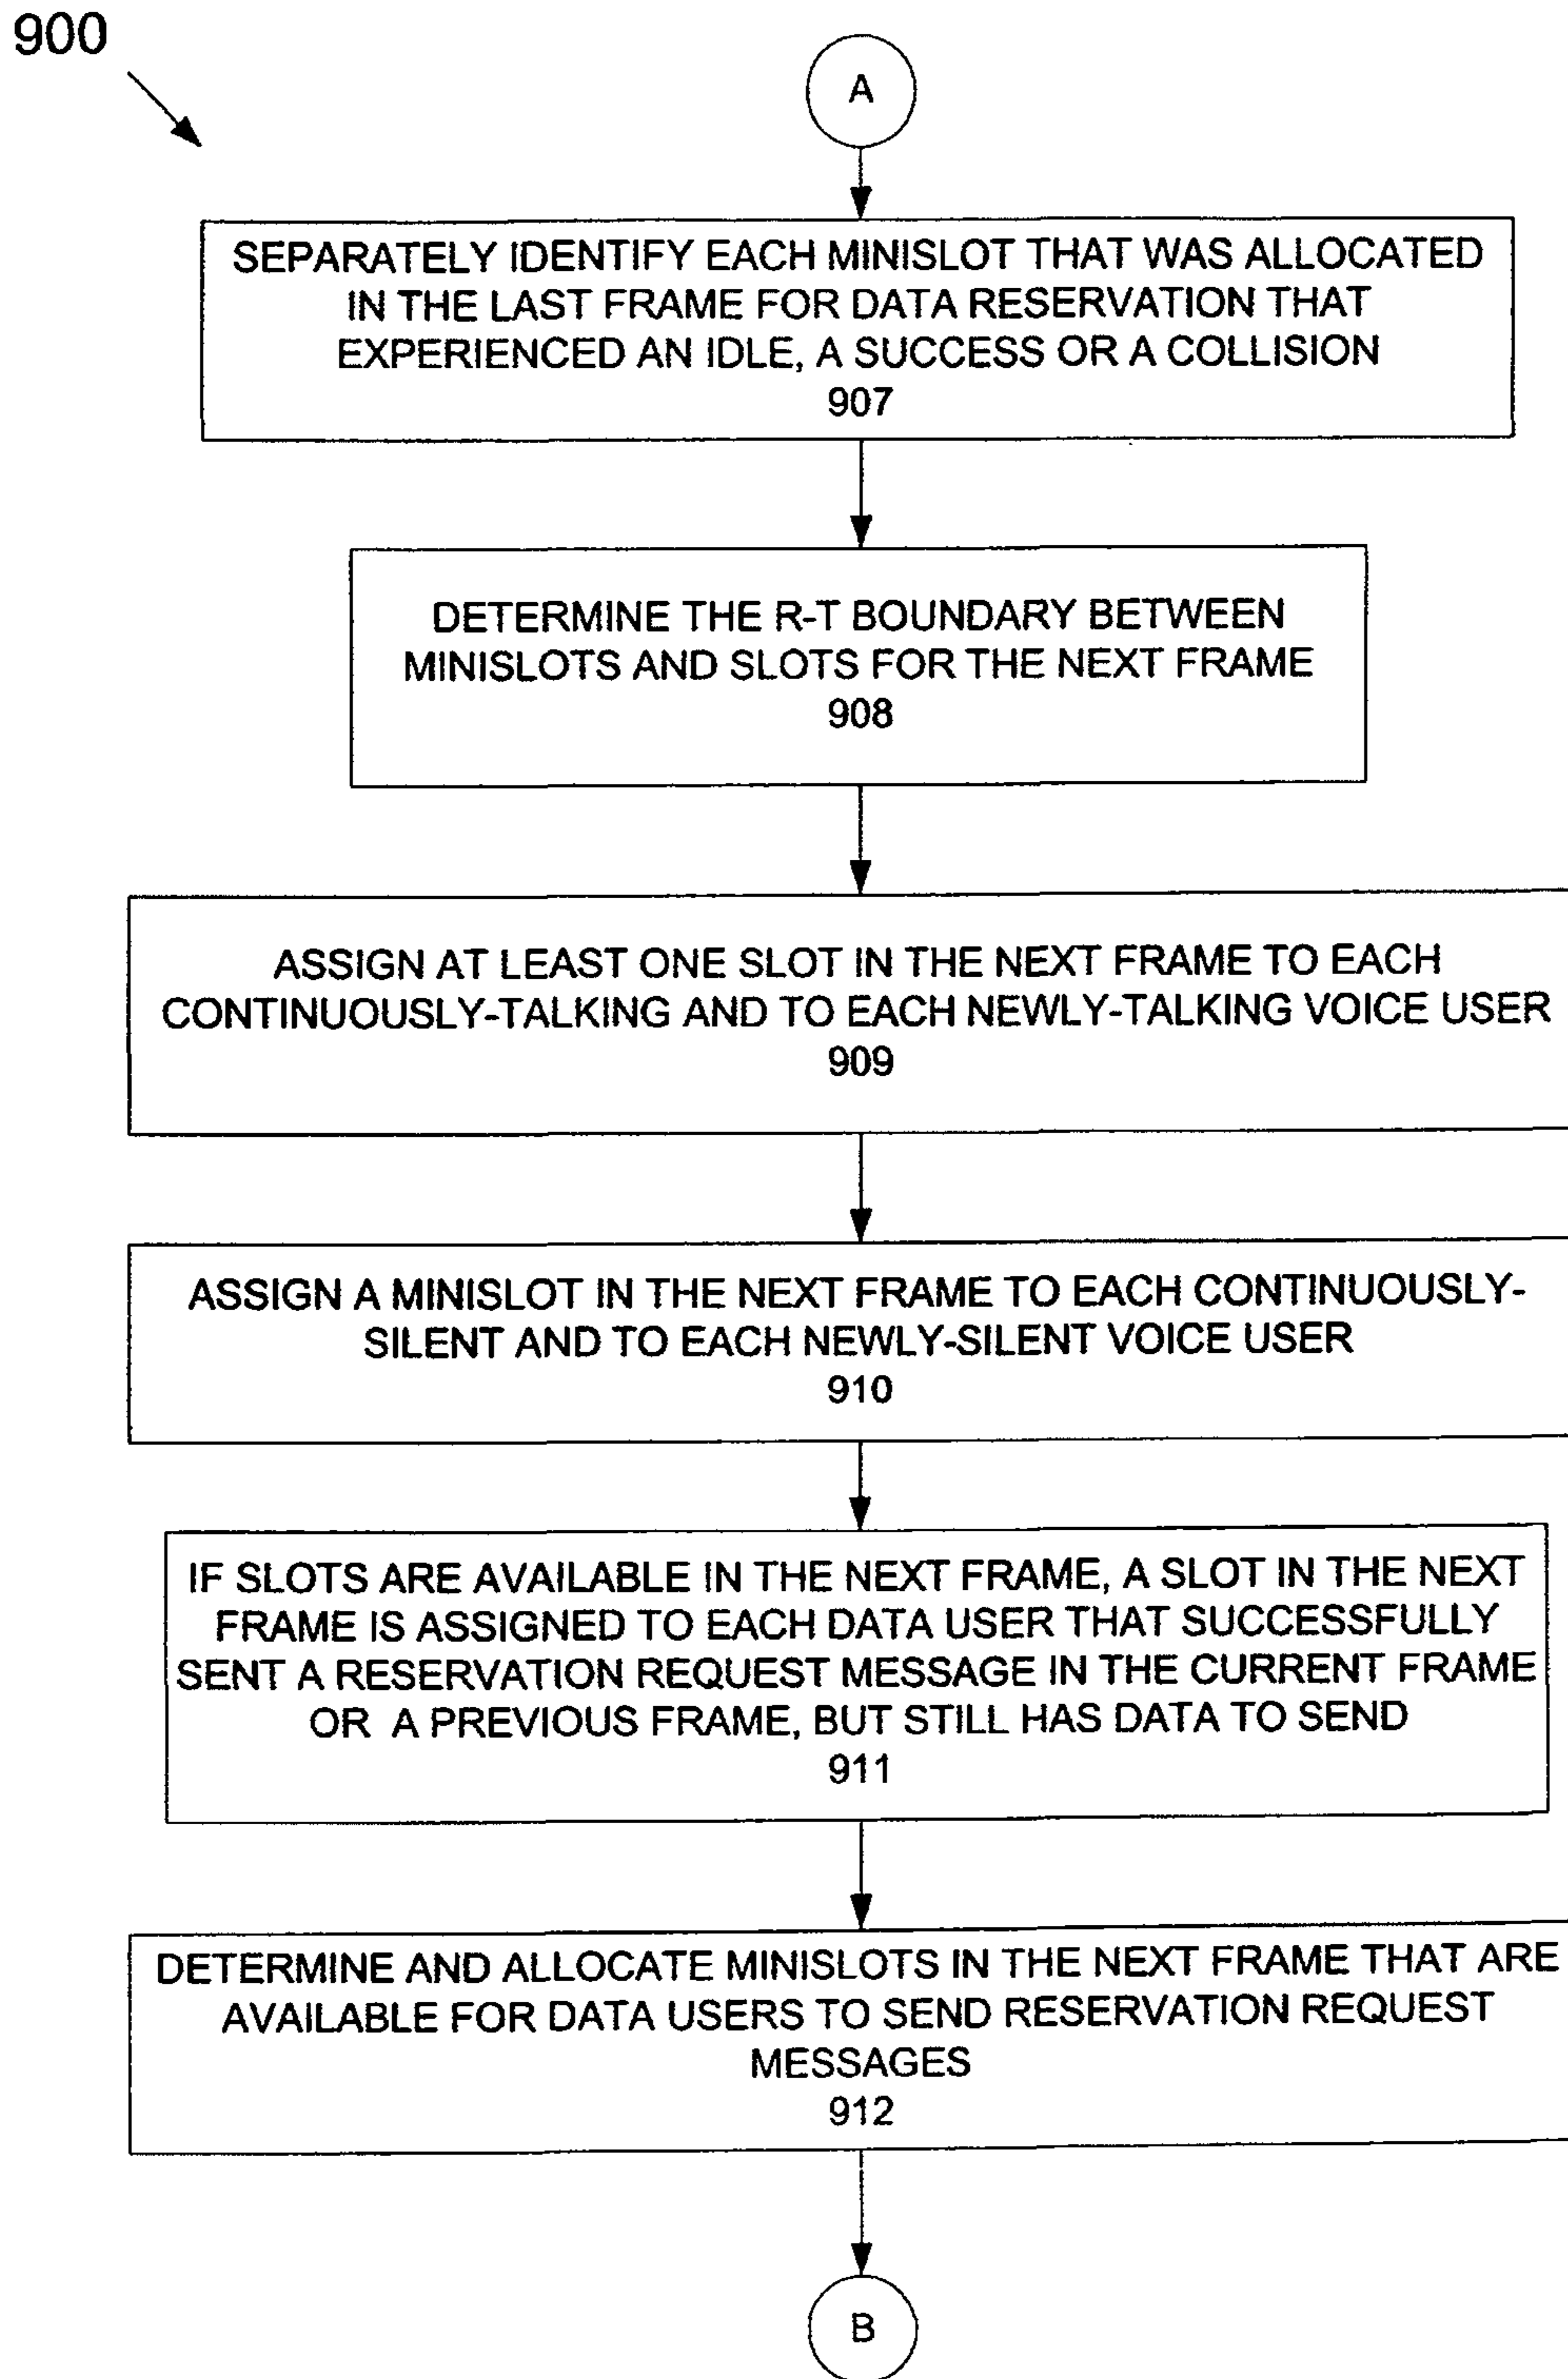 900
A
SEPARATELY IDENTIFY EACH MINISLOT THAT WAS ALLOCATED
IN THE LAST FRAME FOR DATA RESERVATION THAT
EXPERIENCED AN IDLE, A SUCCESS OR A COLLISION
907
DETERMINE THE R-T BOUNDARY BETWEEN
MINISLOTS AND SLOTS FOR THE NEXT FRAME
908
ASSIGN AT LEAST ONE SLOT IN THE NEXT FRAME TO EACH
CONTINUOUSLY-TALKING AND TO EACH NEWLY-TALKING VOICE USER
909
ASSIGN A MINISLOT IN THE NEXT FRAME TO EACH CONTINUOUSLY-
SILENT AND TO EACH NEWLY-SILENT VOICE USER
910
IF SLOTS ARE AVAILABLE IN THE NEXT FRAME, A SLOT IN THE NEXT
FRAME IS ASSIGNED TO EACH DATA USER THAT SUCCESSFULLY
SENT A RESERVATION REQUEST MESSAGE IN THE CURRENT FRAME
OR A PREVIOUS FRAME, BUT STILL HAS DATA TO SEND
911
DETERMINE AND ALLOCATE MINISLOTS IN THE NEXT FRAME THAT ARE
AVAILABLE FOR DATA USERS TO SEND RESERVATION REQUEST
MESSAGES
912
B